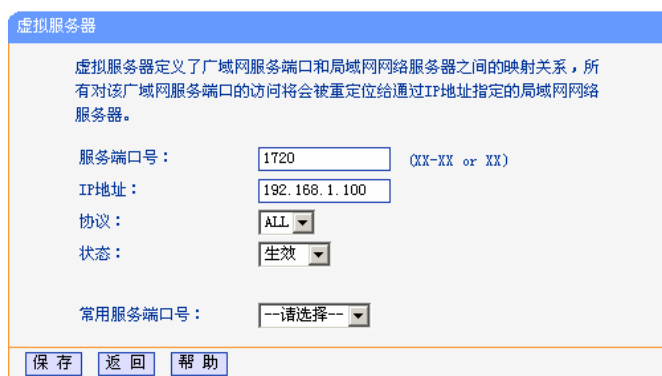 虚拟服务器
虚拟服务器定义了广域网服务端口和局域网网络服务器之间的映射关系，所
有对该广域网服务端口的访问将会被重定位给通过IP地址指定的局域网网络
服务器。
服务端口号： 1720 (XX-XX or XX)
IP地址： 192.168.1.100
协议： ALL
状态： 生效
常用服务端口号： --请选择--
保 存 返 回 帮 助